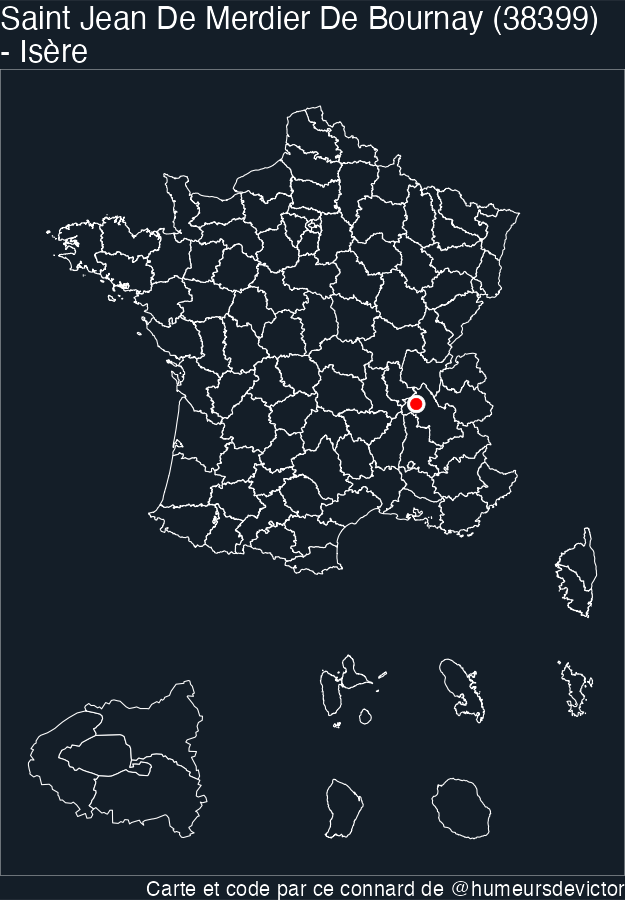 Saint Jean De Merdier De Bournay (38399)
- Isère
Carte et code par ce connard de @humeursdevictor